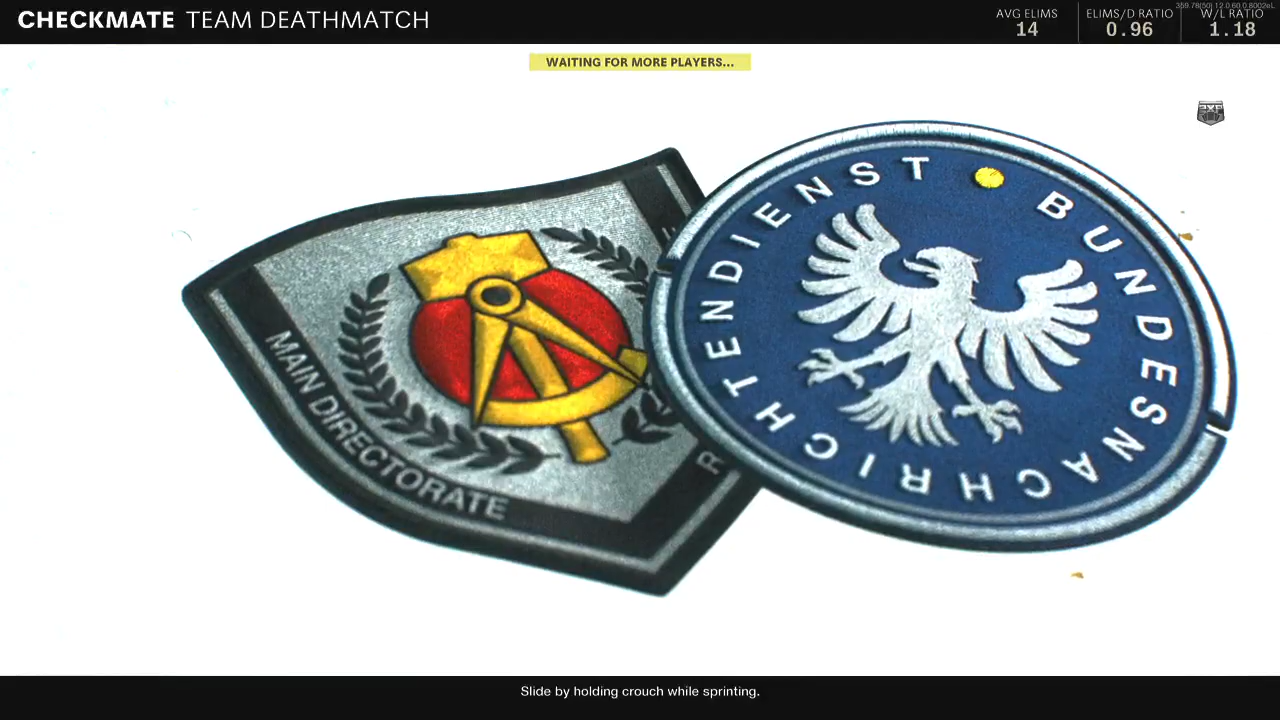 CHECKMATE TEAM DEATHMATCH
AVG ELIMS
14
ELIMS/D RATIO
0.96
W/L RATIO
1.18
WAITING FOR MORE PLAYERS...
MAIN DIRECTORATE
R
BUNDESNACHRICHTENDIENST
Slide by holding crouch while sprinting.